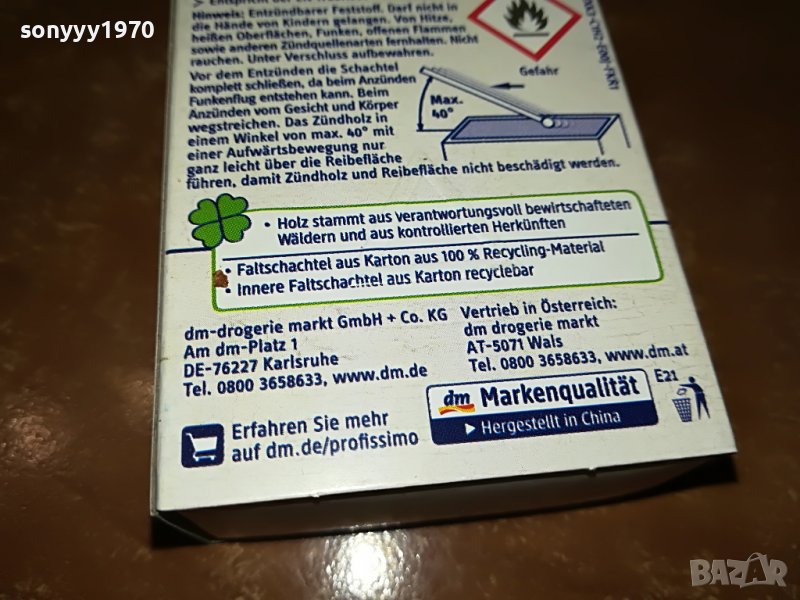 sonyyy1970
> Entspricht der
Hinweis: Entzündbarer Feststoff. Darf nicht in
die Hände von Kindern gelangen. Von Hitze,
heißen Oberflächen, Funken, offenen Flammen
sowie anderen Zündquellenarten fernhalten. Nicht
rauchen. Unter Verschluss aufbewahren.
Vor dem Entzünden die Schachtel
komplett schließen, da beim Anzünden
Funkenflug entstehen kann. Beim
Anzünden vom Gesicht und Körper
wegstreichen. Das Zündholz in
einem Winkel von max. 40° mit
einer Aufwärtsbewegung nur
ganz leicht über die Reibefläche
führen, damit Zündholz und Reibefläche nicht beschädigt werden.
Gefahr
Max.
40°
• Holz stammt aus verantwortungsvoll bewirtschafteten
Wäldern und aus kontrollierten Herkünften
• Faltschachtel aus Karton aus 100 % Recycling-Material
• Innere Faltschachtel aus Karton recyclebar
dm-drogerie markt GmbH + Co. KG
Am dm-Platz 1
DE-76227 Karlsruhe
Tel. 0800 3658633, www.dm.de
Vertrieb in Österreich:
dm drogerie markt
AT-5071 Wals
Tel. 0800 3658633, www.dm.at
Erfahren Sie mehr
auf dm.de/profissimo
dm Markenqualität
▶ Hergestellt in China
E21
BAZAR